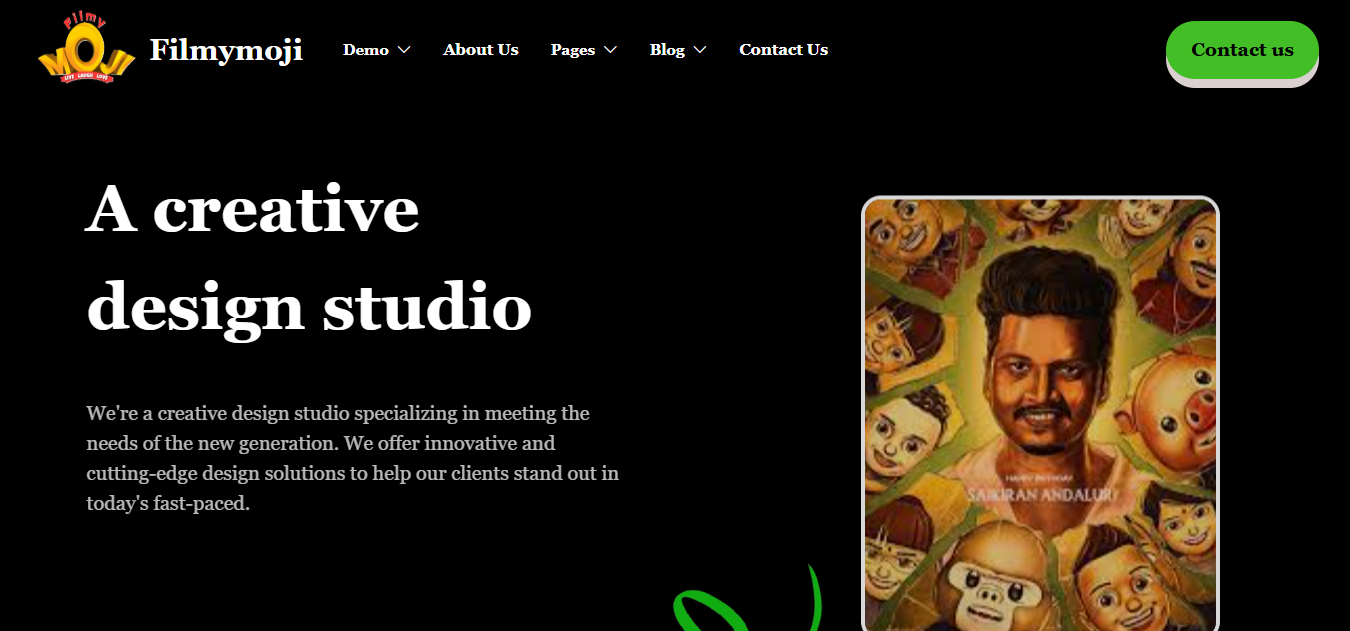 Filmy
MOJI
LIVE LAUGH LOVE
Filmymoji
Demo
About Us
Pages
Blog
Contact Us
Contact us
A creative
design studio
We're a creative design studio specializing in meeting the
needs of the new generation. We offer innovative and
cutting-edge design solutions to help our clients stand out in
today's fast-paced.
HAPPY BIRTHDAY
SAIKIRAN ANDALURI